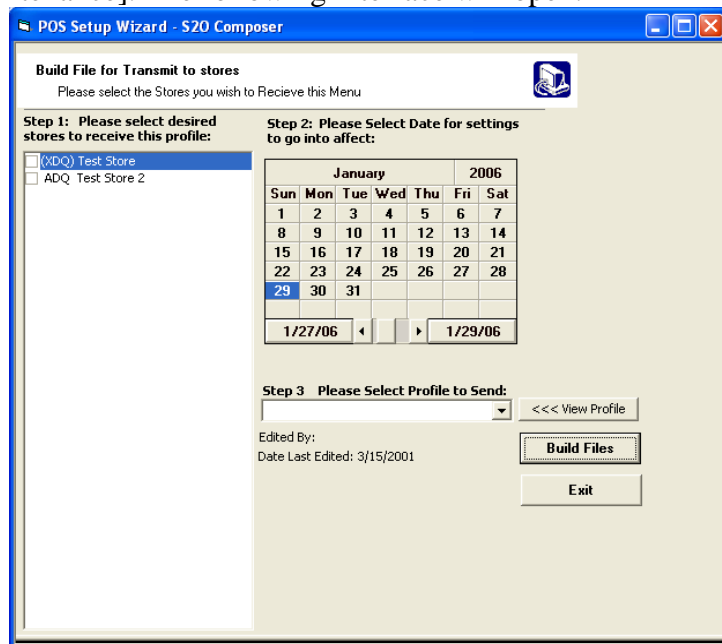 POS Setup Wizard - S2O Composer
Build File for Transmit to stores
Please select the Stores you wish to Recieve this Menu
Step 1: Please select desired
stores to receive this profile:
(XDQ) Test Store
ADQ Test Store 2
Step 2: Please Select Date for settings
to go into affect:
January 2006
Sun Mon Tue Wed Thu Fri Sat
1 2 3 4 5 6 7
8 9 10 11 12 13 14
15 16 17 18 19 20 21
22 23 24 25 26 27 28
29 30 31
1/27/06 1/29/06
Step 3 Please Select Profile to Send:
<<< View Profile
Edited By:
Date Last Edited: 3/15/2001
Build Files
Exit